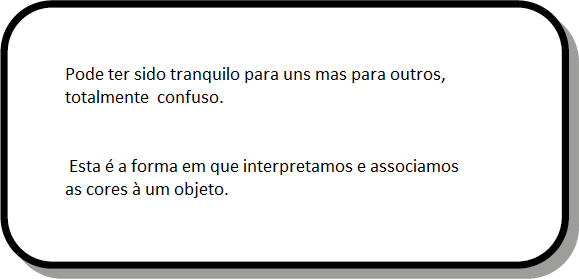 Pode ter sido tranquilo para uns mas para outros,
totalmente  confuso.
Esta é a forma em que interpretamos e associamos
as cores à um objeto.